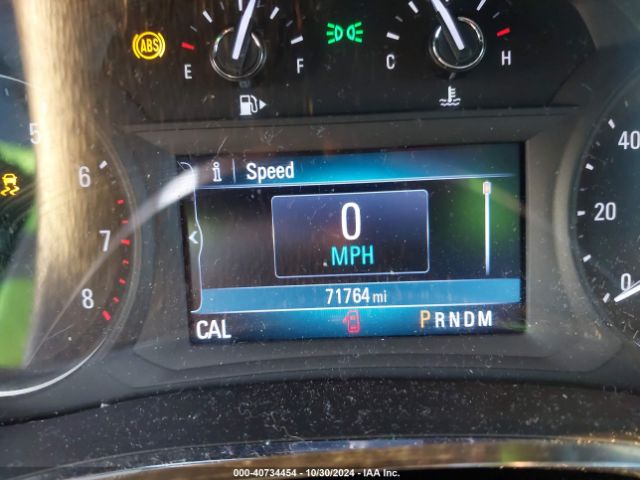 ABS
E F C H
5
6
7
8
i Speed
0
MPH
71764 mi
CAL PRNDM
40
20
0
000-40734454 - 10/30/2024 - IAA Inc.